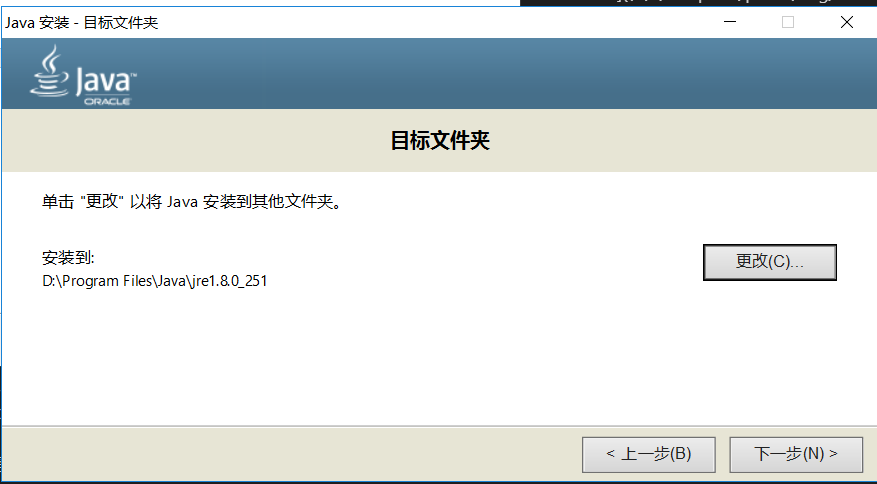 Java 安装 - 目标文件夹
Java™
ORACLE
目标文件夹
单击 "更改" 以将 Java 安装到其他文件夹。
安装到:
D:\Program Files\Java\jre1.8.0_251
更改(C)...
< 上一步(B)
下一步(N) >